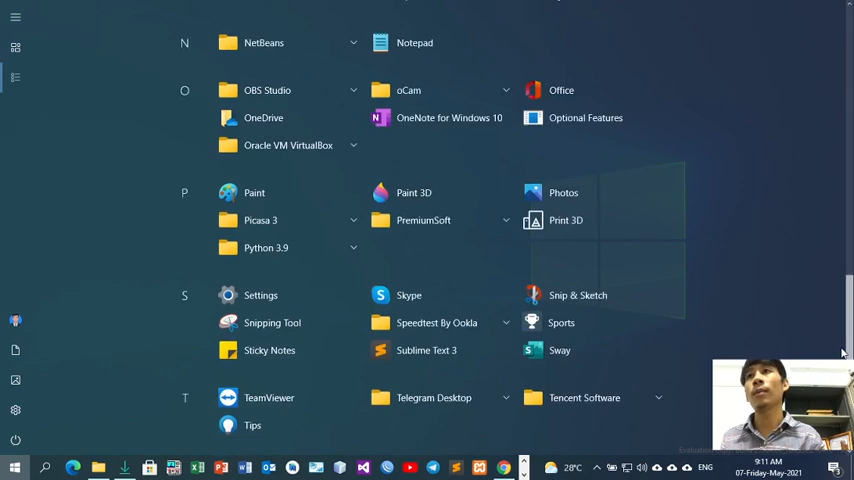 N NetBeans Notepad
O OBS Studio oCam Office
OneDrive OneNote for Windows 10 Optional Features
Oracle VM VirtualBox
P Paint Paint 3D Photos
Picasa 3 PremiumSoft Print 3D
Python 3.9
S Settings Skype Snip & Sketch
Snipping Tool Speedtest By Ookla Sports
Sticky Notes Sublime Text 3 Sway
T TeamViewer Telegram Desktop Tencent Software
Tips
28°C ENG 9:11 AM
07-Friday-May-2021